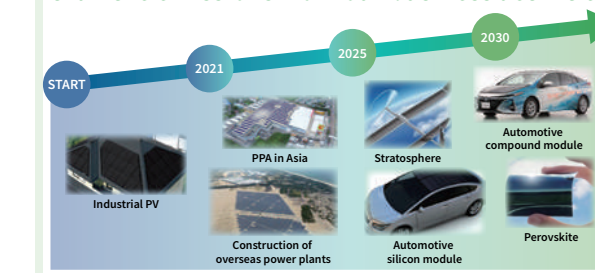 START
2021
2025
2030
Industrial PV
PPA in Asia
Construction of
overseas power plants
Stratosphere
Automotive
silicon module
Automotive
compound module
Perovskite